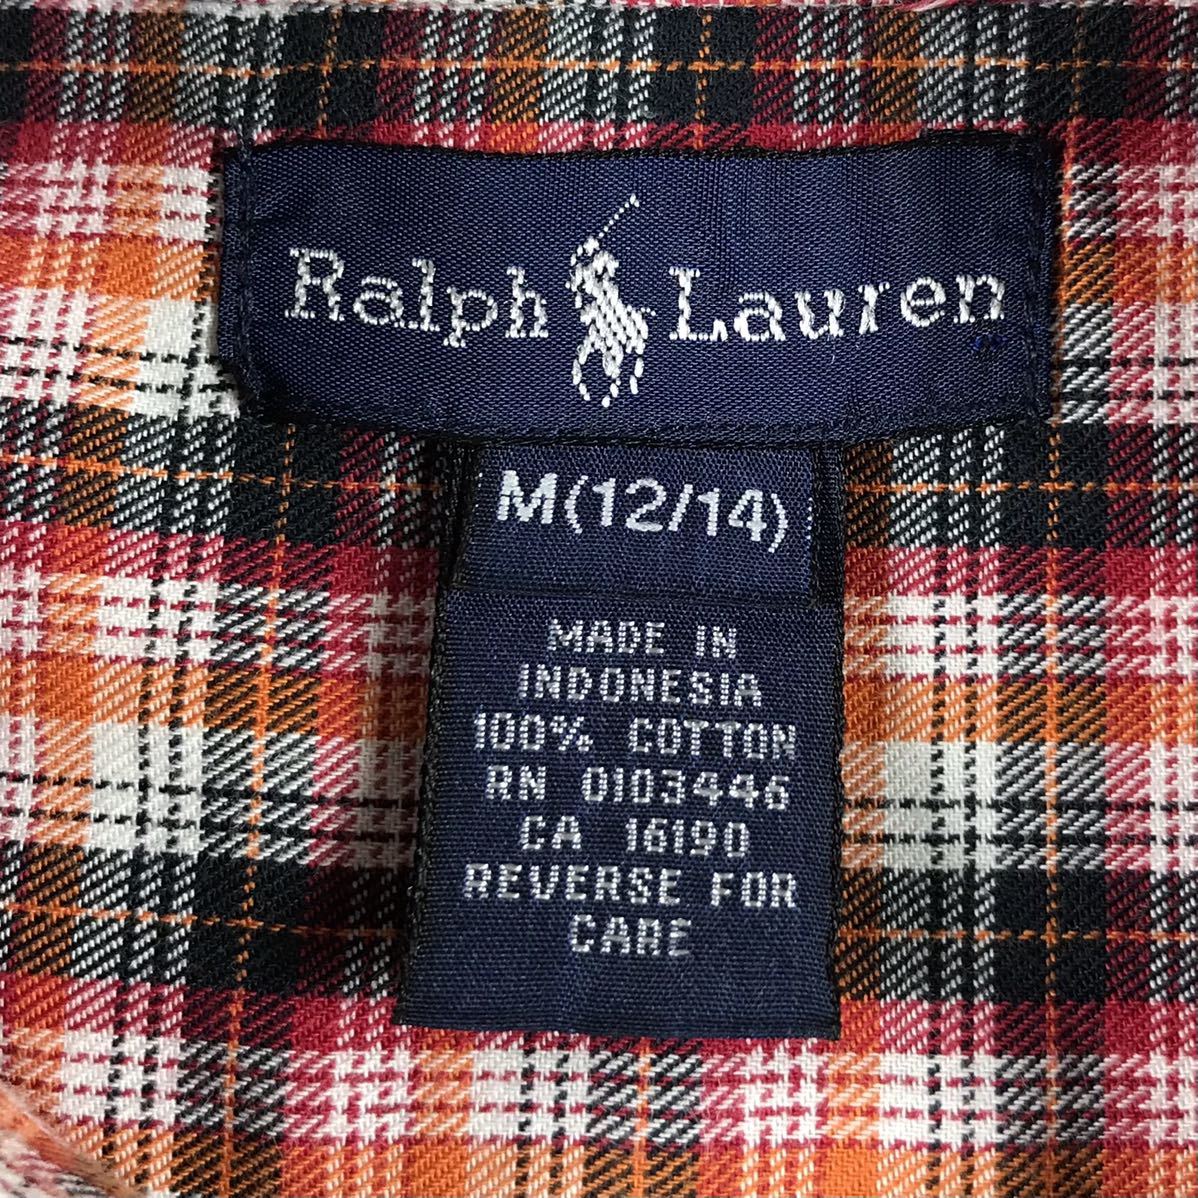 Ralph Lauren
M(12/14)
MADE IN
INDONESIA
100% COTTON
RN 0103446
CA 16190
REVERSE FOR
CARE